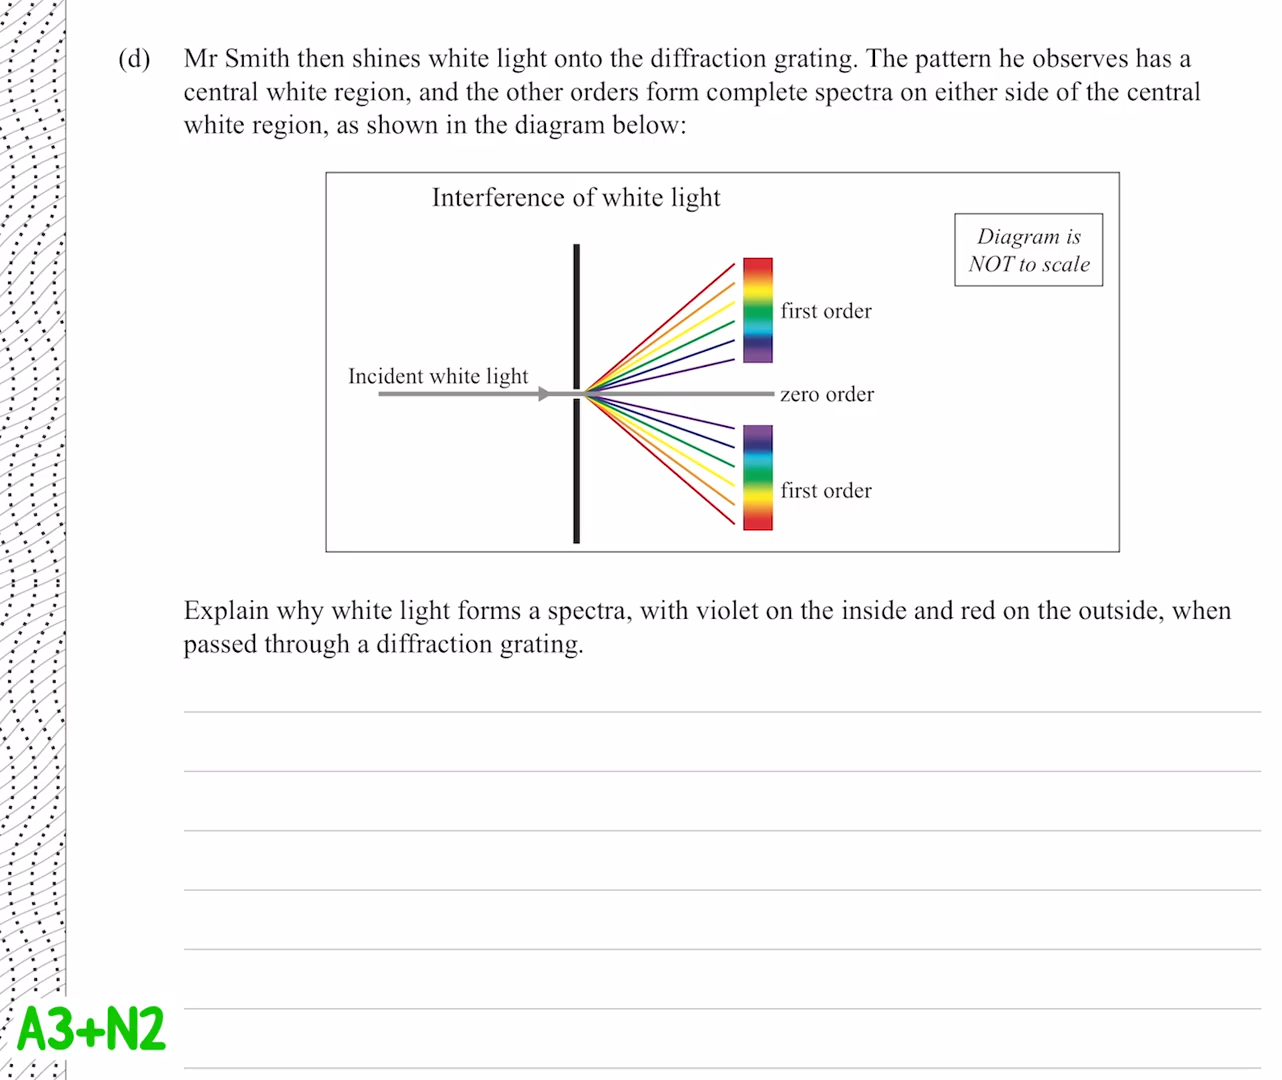 (d) Mr Smith then shines white light onto the diffraction grating. The pattern he observes has a
central white region, and the other orders form complete spectra on either side of the central
white region, as shown in the diagram below:
Interference of white light
Diagram is
NOT to scale
first order
Incident white light
zero order
first order
Explain why white light forms a spectra, with violet on the inside and red on the outside, when
passed through a diffraction grating.
A3+N2